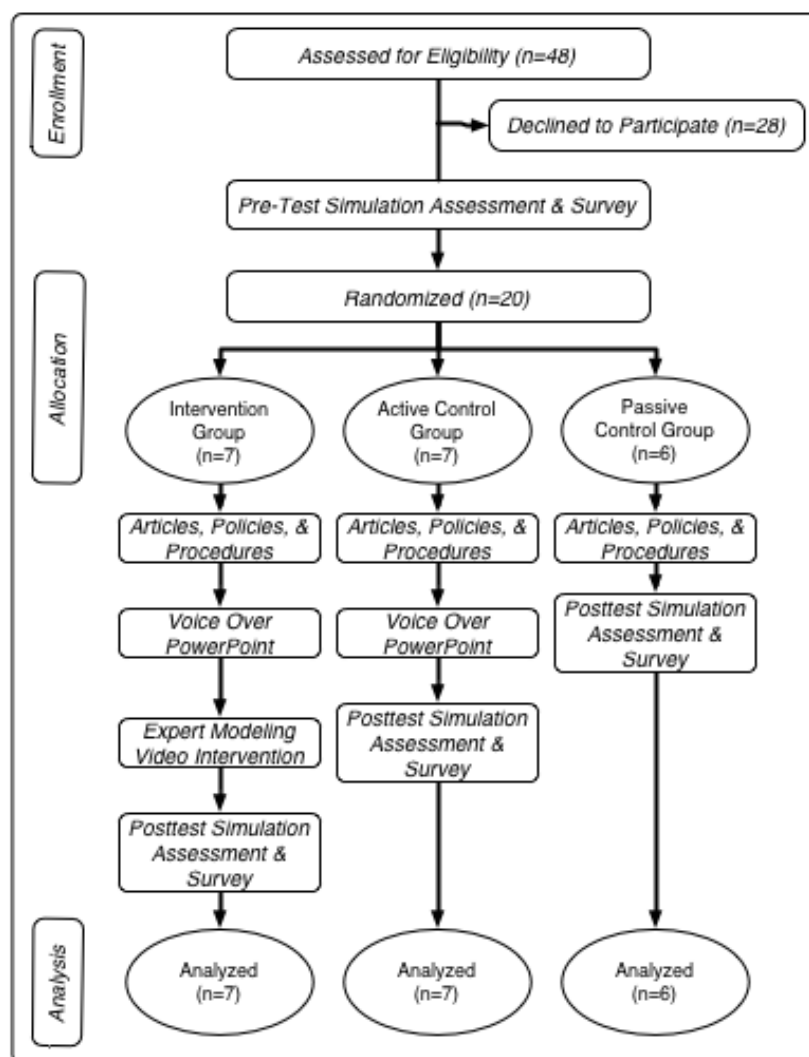 Enrollment
Assessed for Eligibility (n=48)
Declined to Participate (n=28)
Pre-Test Simulation Assessment & Survey
Allocation
Randomized (n=20)
Intervention
Group
(n=7)
Active Control
Group
(n=7)
Passive
Control Group
(n=6)
Articles, Policies, &
Procedures
Articles, Policies, &
Procedures
Articles, Policies, &
Procedures
Voice Over
PowerPoint
Voice Over
PowerPoint
Posttest Simulation
Assessment &
Survey
Expert Modeling
Video Intervention
Posttest Simulation
Assessment &
Survey
Posttest Simulation
Assessment &
Survey
Analysis
Analyzed
(n=7)
Analyzed
(n=7)
Analyzed
(n=6)